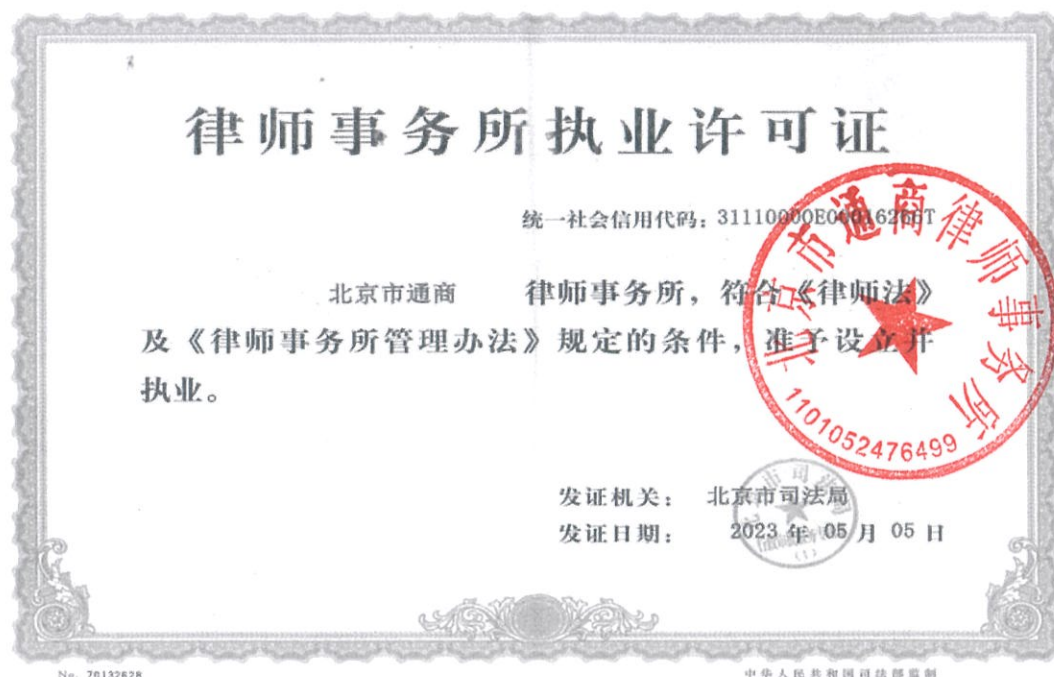 律师事务所执业许可证
统一社会信用代码: 31110000E00016266T
北京市通商 律师事务所，符合《律师法》
及《律师事务所管理办法》规定的条件，准予设立并
执业。
北京市通商律师事务所
1101052476499
发证机关： 北京市司法局
发证日期： 2023 年 05 月 05 日
(1)
No. 70132628
中华人民共和国司法部监制